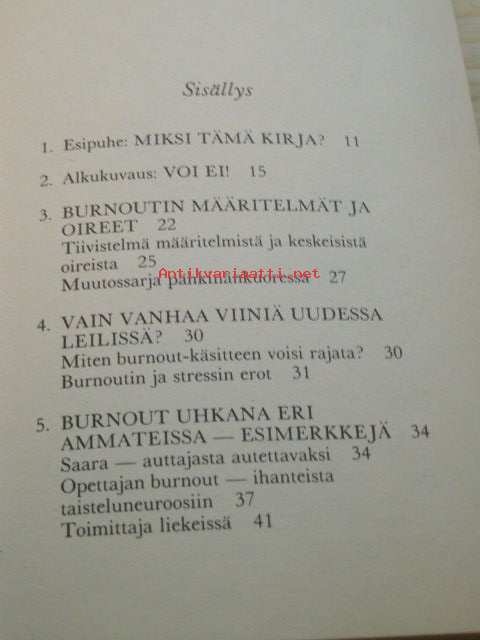 Sisällys
1. Esipuhe: MIKSI TÄMÄ KIRJA? 11
2. Alkukuvaus: VOI EI! 15
3. BURNOUTIN MÄÄRITELMÄT JA
OIREET 22
Tiivistelmä määritelmistä ja keskeisistä
oireista 25
Antikvariaatti.net
Muutossarja pähkinänkuoressa 27
4. VAIN VANHAA VIINIÄ UUDESSA
LEILISSÄ? 30
Miten burnout-käsitteen voisi rajata? 30
Burnoutin ja stressin erot 31
5. BURNOUT UHKANA ERI
AMMATEISSA — ESIMERKKEJÄ 34
Saara — auttajasta autettavaksi 34
Opettajan burnout — ihanteista
taisteluneuroosiin 37
Toimittaja liekeissä 41